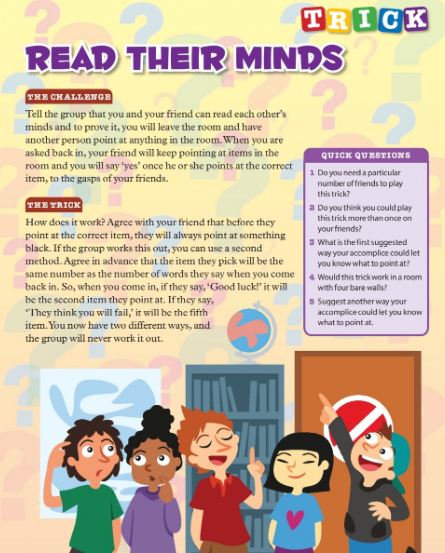 TRICK
READ THEIR MINDS
THE CHALLENGE
Tell the group that you and your friend can read each other's
minds and to prove it, you will leave the room and have
another person point at anything in the room. When you are
asked back in, your friend will keep pointing at items in the
room and you will say 'yes' once he or she points at the correct
item, to the gasps of your friends.
THE TRICK
How does it work? Agree with your friend that before they
point at the correct item, they will always point at something
black. If the group works this out, you can use a second
method. Agree in advance that the item they pick will be the
same number as the number of words they say when you come
back in. So, when you come in, if they say, 'Good luck!' it will
be the second item they point at. If they say,
'They think you will fail,' it will be the fifth
item. You now have two different ways, and
the group will never work it out.
QUICK QUESTIONS
1 Do you need a particular
number of friends to play
this trick?
2 Do you think you could play
this trick more than once on
your friends?
3 What is the first suggested
way your accomplice could let
you know what to point at?
4 Would this trick work in a room
with four bare walls?
5 Suggest another way your
accomplice could let you know
what to point at.